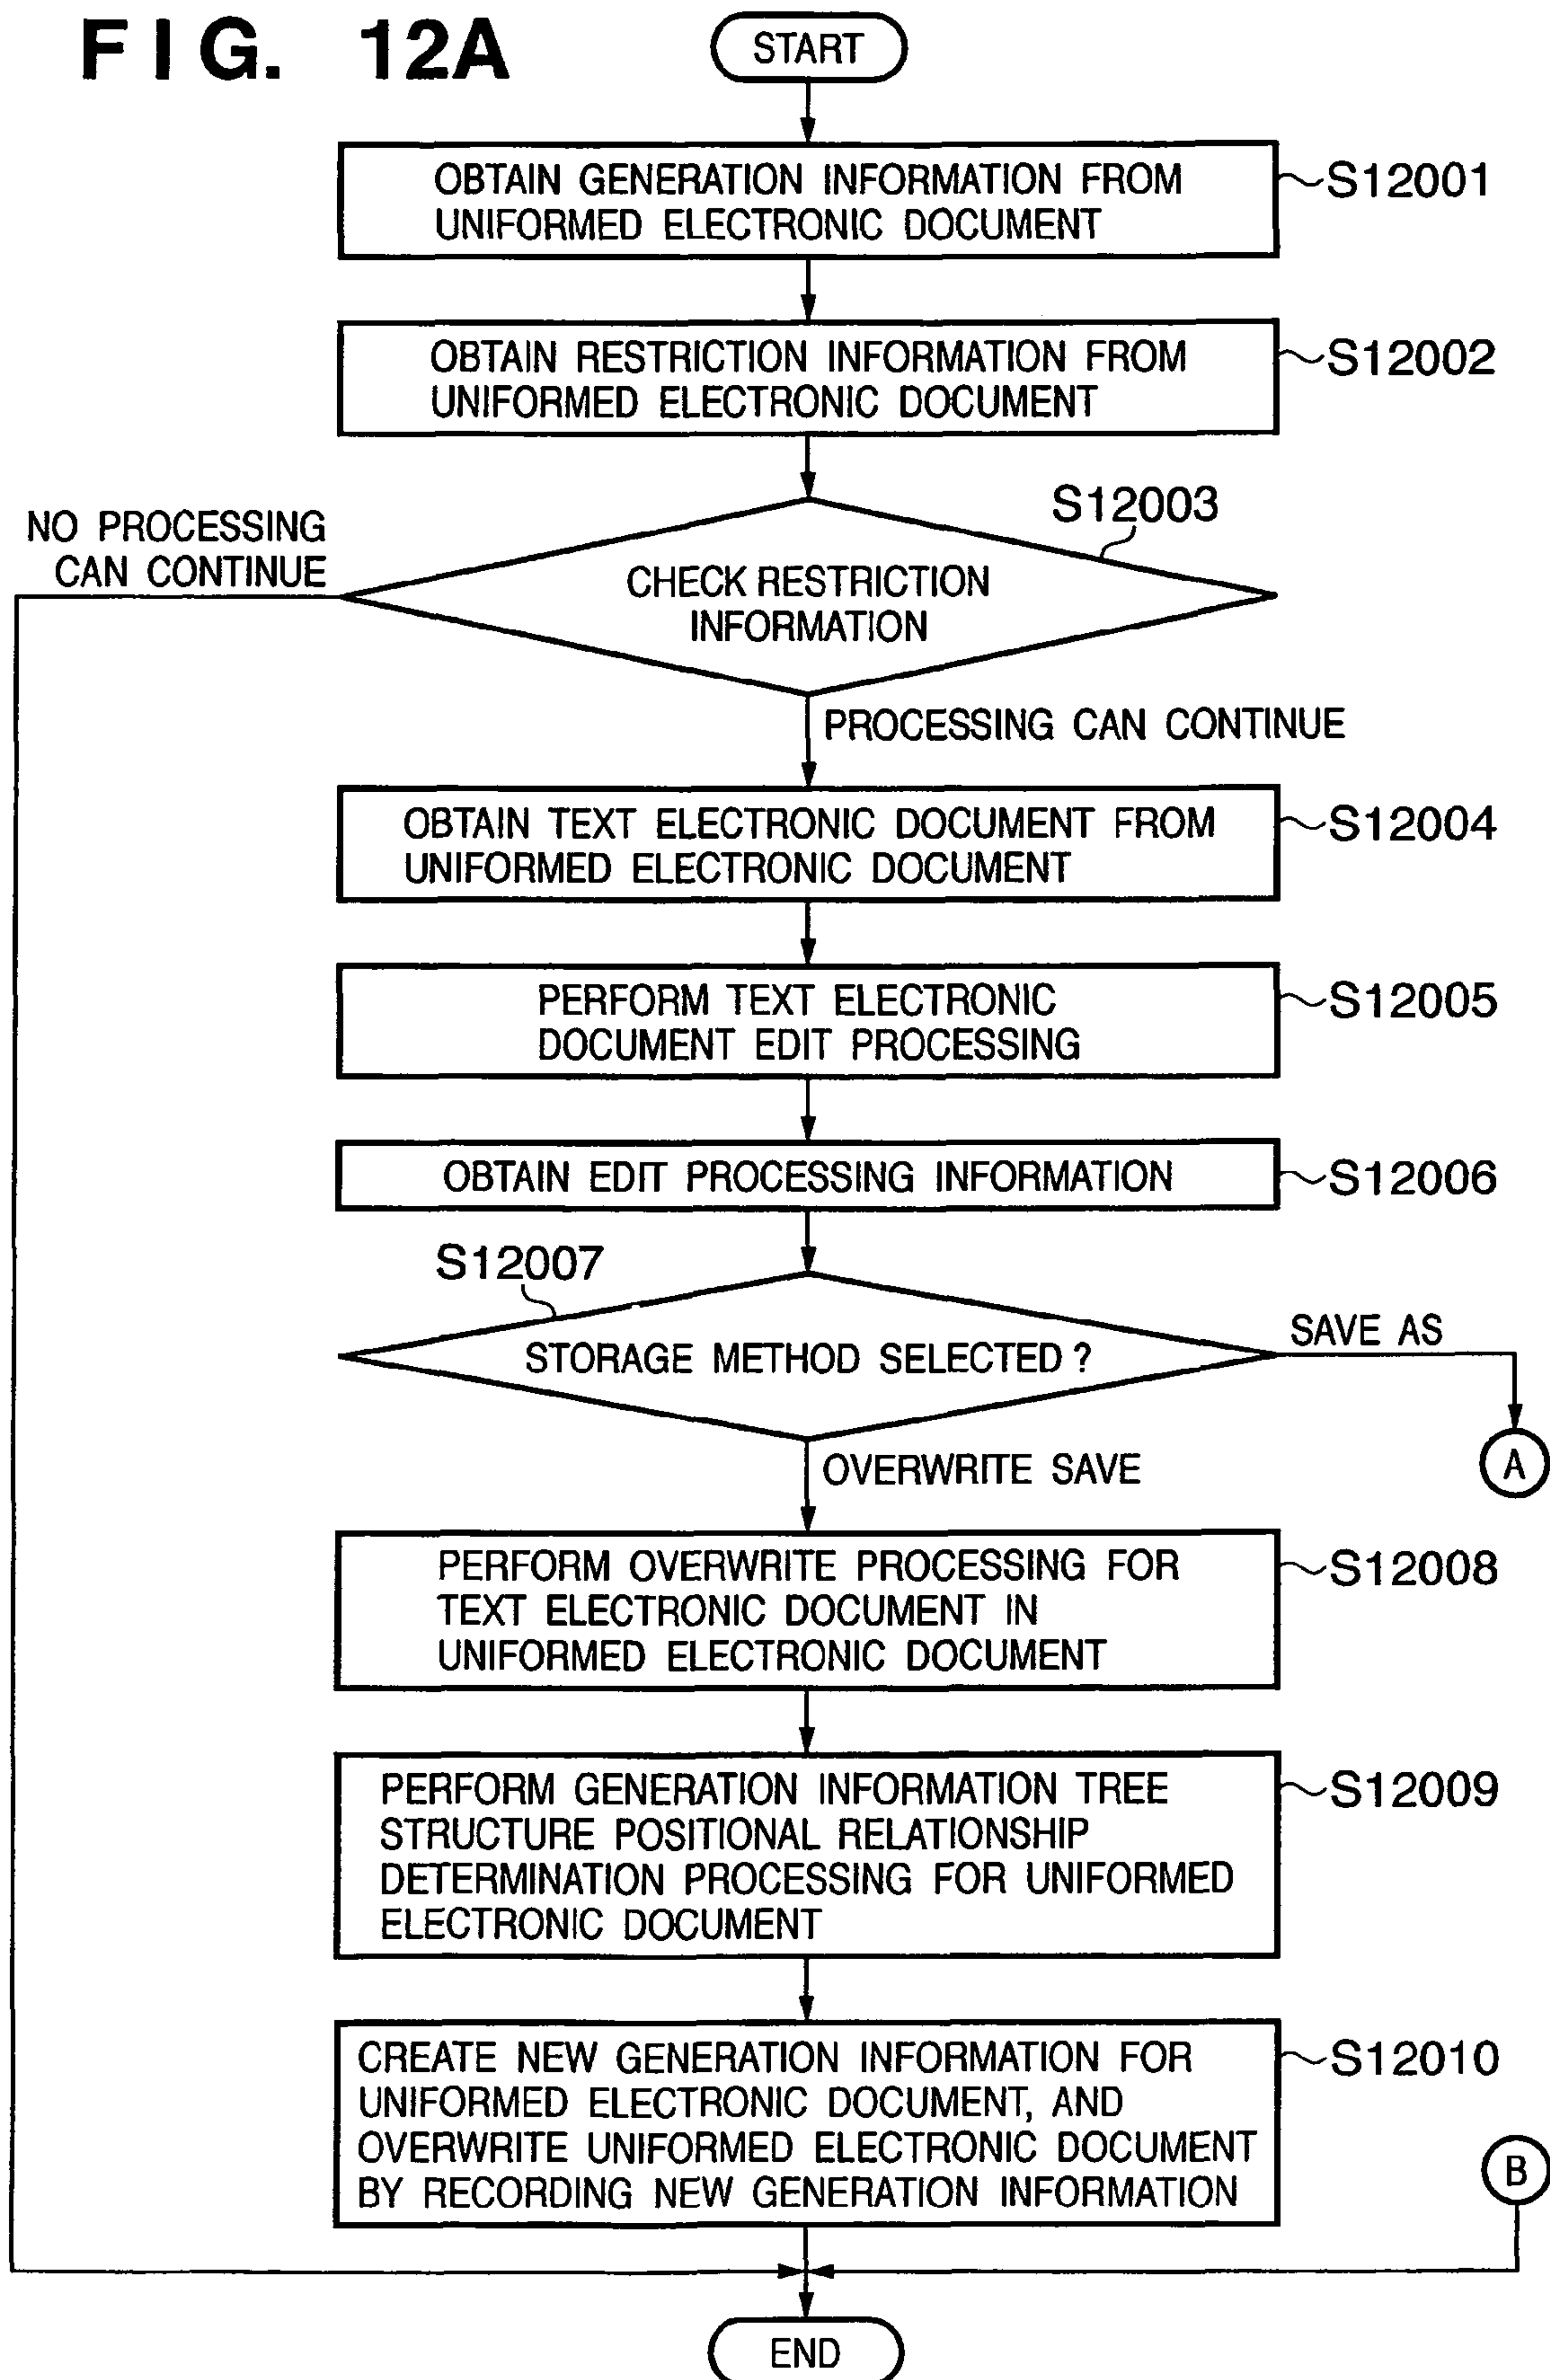 FIG. 12A
START
OBTAIN GENERATION INFORMATION FROM
UNIFORMED ELECTRONIC DOCUMENT
S12001
OBTAIN RESTRICTION INFORMATION FROM
UNIFORMED ELECTRONIC DOCUMENT
S12002
S12003
NO PROCESSING
CAN CONTINUE
CHECK RESTRICTION
INFORMATION
PROCESSING CAN CONTINUE
OBTAIN TEXT ELECTRONIC DOCUMENT FROM
UNIFORMED ELECTRONIC DOCUMENT
S12004
PERFORM TEXT ELECTRONIC
DOCUMENT EDIT PROCESSING
S12005
OBTAIN EDIT PROCESSING INFORMATION
S12006
S12007
STORAGE METHOD SELECTED ?
SAVE AS
A
OVERWRITE SAVE
PERFORM OVERWRITE PROCESSING FOR
TEXT ELECTRONIC DOCUMENT IN
UNIFORMED ELECTRONIC DOCUMENT
S12008
PERFORM GENERATION INFORMATION TREE
STRUCTURE POSITIONAL RELATIONSHIP
DETERMINATION PROCESSING FOR UNIFORMED
ELECTRONIC DOCUMENT
S12009
CREATE NEW GENERATION INFORMATION FOR
UNIFORMED ELECTRONIC DOCUMENT, AND
OVERWRITE UNIFORMED ELECTRONIC DOCUMENT
BY RECORDING NEW GENERATION INFORMATION
S12010
B
END